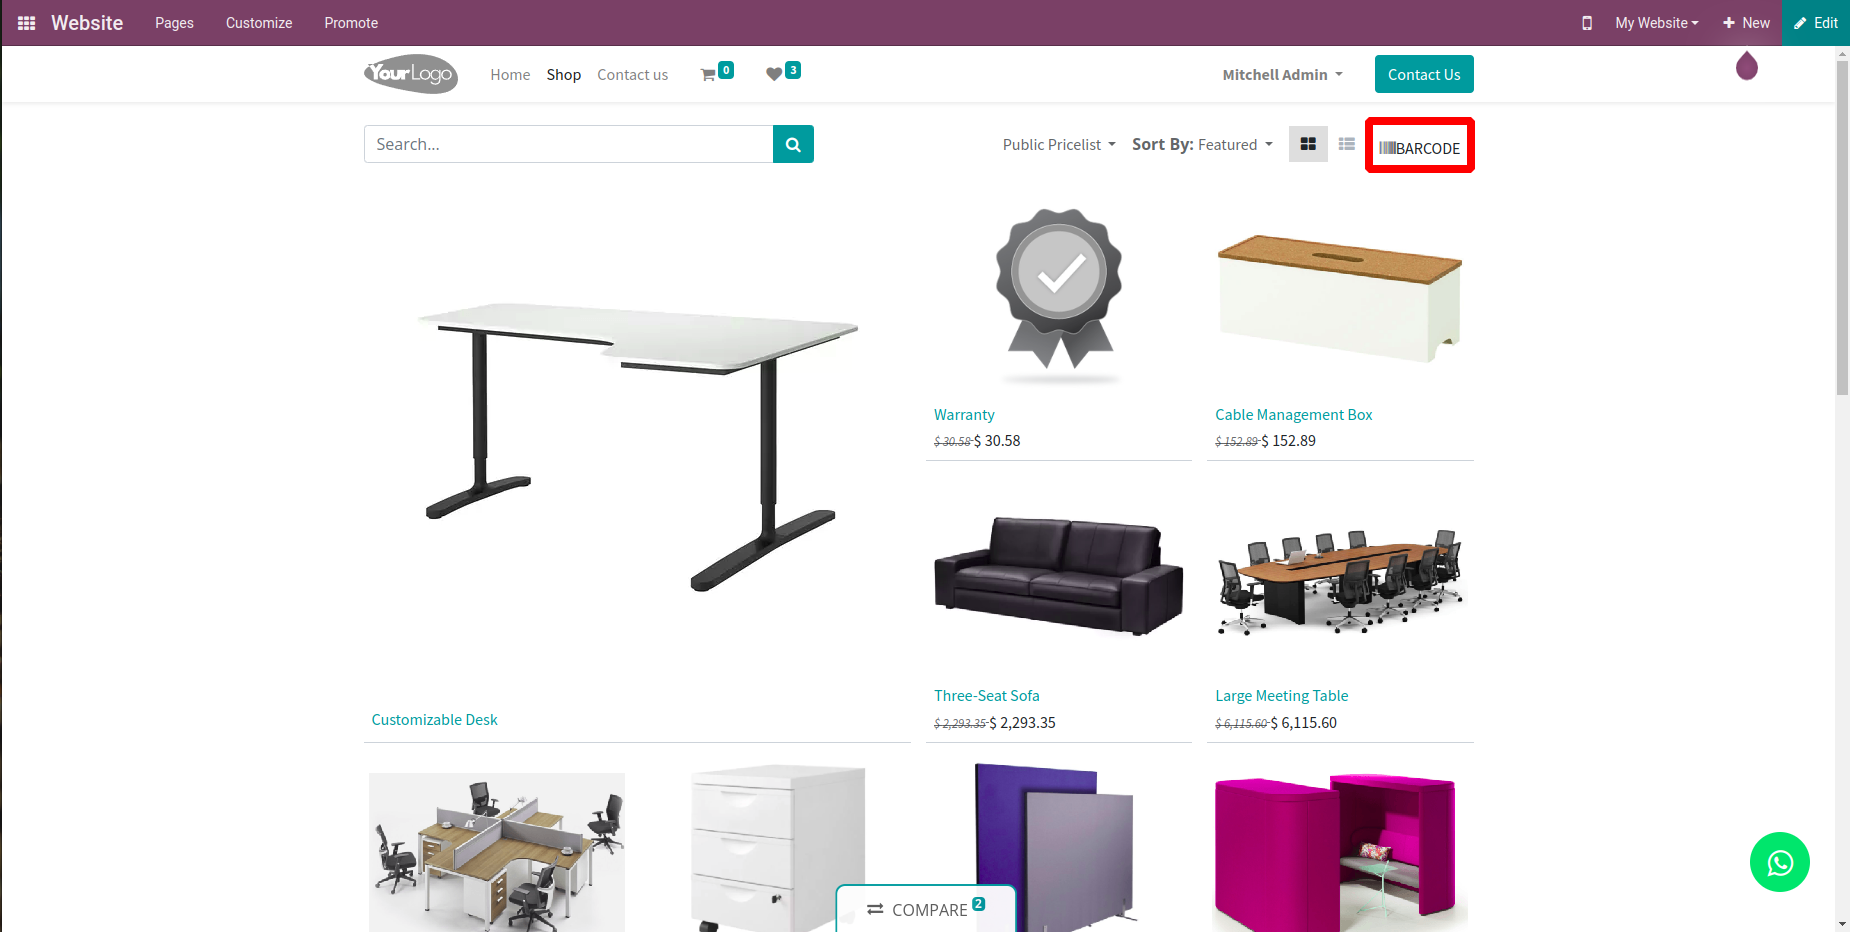 Website Pages Customize Promote My Website New Edit
YourLogo Home Shop Contact us 0 3 Mitchell Admin Contact Us
Search... Public Pricelist Sort By: Featured BARCODE
Warranty Cable Management Box
$ 30.58 $ 30.58 $ 152.89 $ 152.89
Three-Seat Sofa Large Meeting Table
Customizable Desk
$ 2,293.35 $ 2,293.35 $ 6,115.60 $ 6,115.60
COMPARE 2